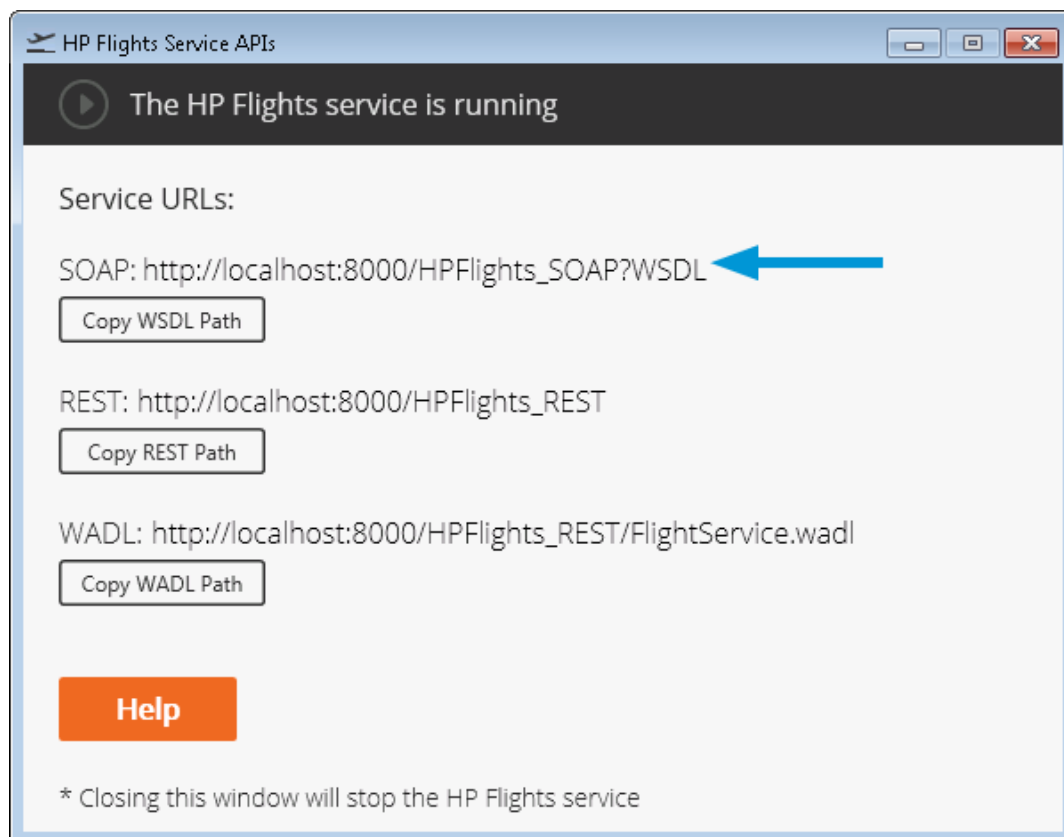 HP Flights Service APIs
The HP Flights service is running
Service URLs:
SOAP: http://localhost:8000/HPFlights_SOAP?WSDL
Copy WSDL Path
REST: http://localhost:8000/HPFlights_REST
Copy REST Path
WADL: http://localhost:8000/HPFlights_REST/FlightService.wadl
Copy WADL Path
Help
* Closing this window will stop the HP Flights service